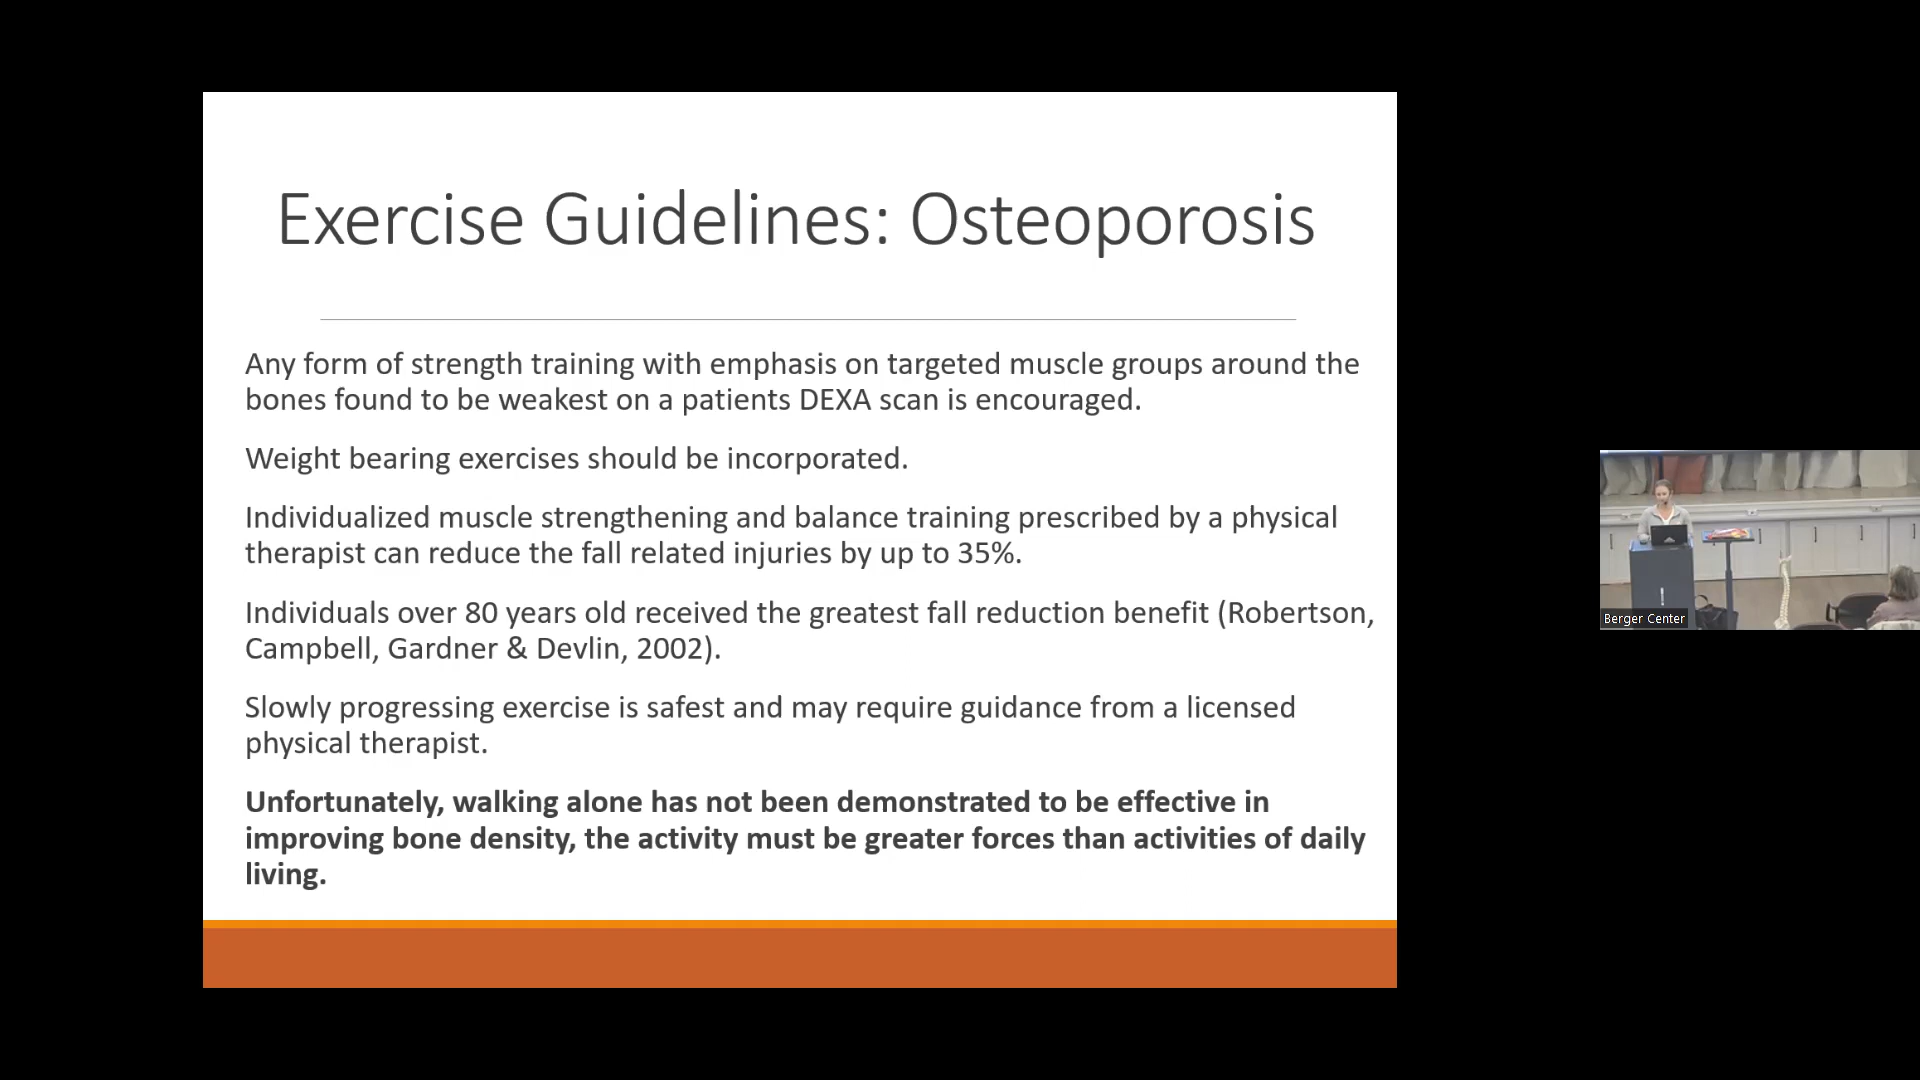 Exercise Guidelines: Osteoporosis
Any form of strength training with emphasis on targeted muscle groups around the
bones found to be weakest on a patients DEXA scan is encouraged.
Weight bearing exercises should be incorporated.
Individualized muscle strengthening and balance training prescribed by a physical
therapist can reduce the fall related injuries by up to 35%.
Individuals over 80 years old received the greatest fall reduction benefit (Robertson,
Campbell, Gardner & Devlin, 2002).
Slowly progressing exercise is safest and may require guidance from a licensed
physical therapist.
Unfortunately, walking alone has not been demonstrated to be effective in
improving bone density, the activity must be greater forces than activities of daily
living.
Berger Center